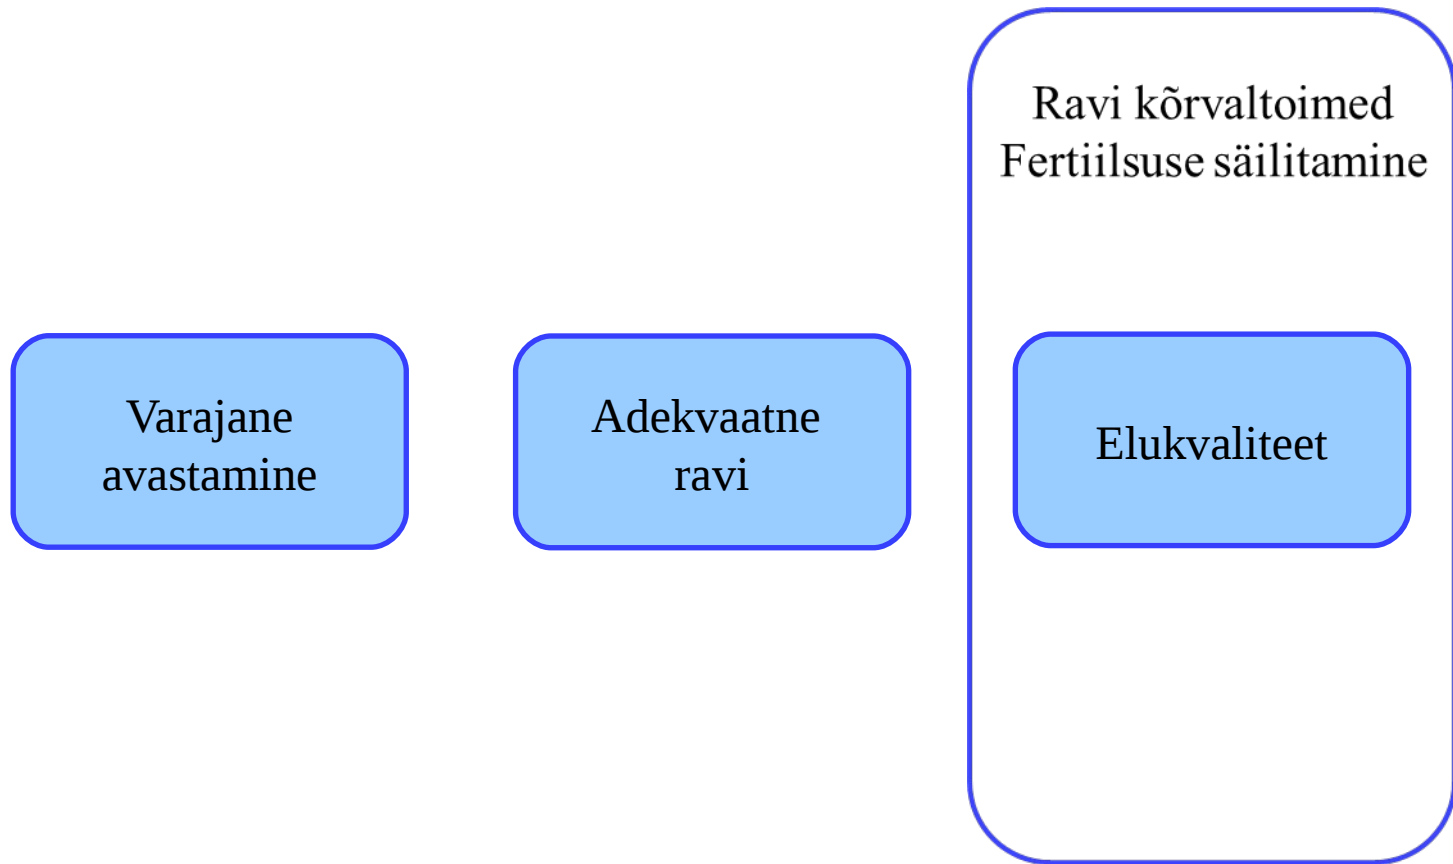 Ravi kõrvaltoimed
Fertiilsuse säilitamine
Varajane
avastamine
Adekvaatne
ravi
Elukvaliteet